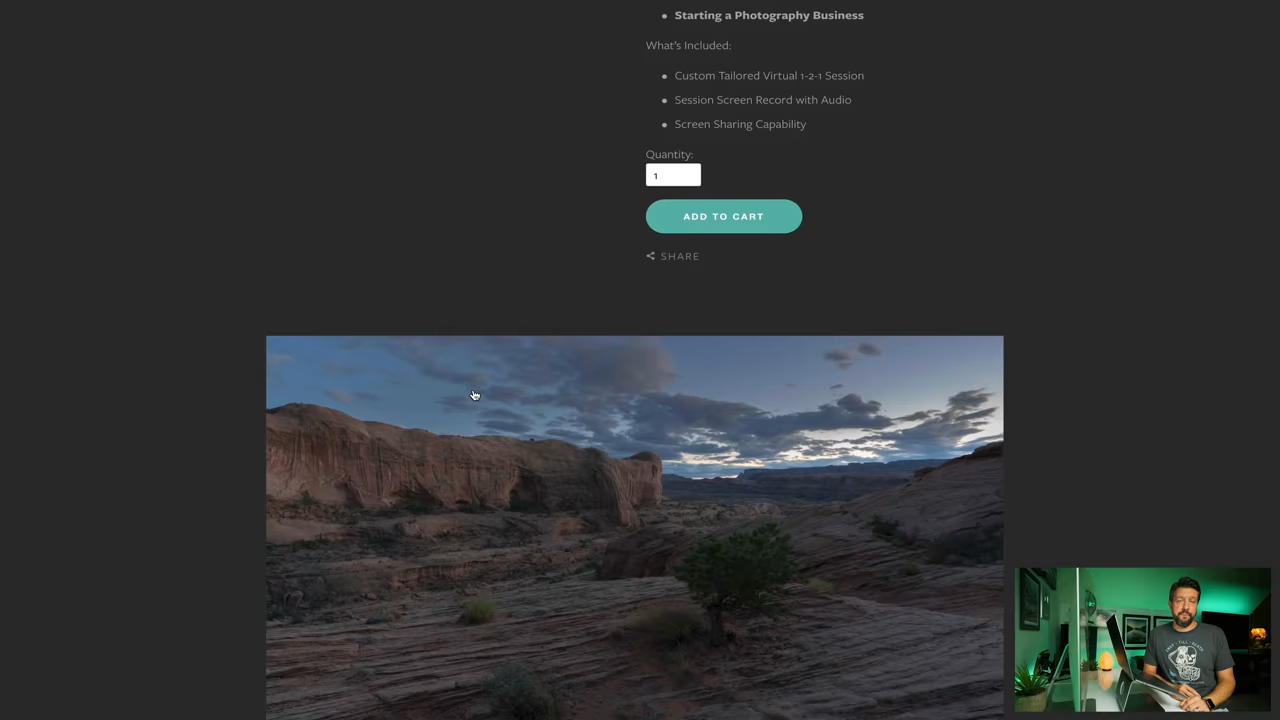 Starting a Photography Business
What's Included:
Custom Tailored Virtual 1-2-1 Session
Session Screen Record with Audio
Screen Sharing Capability
Quantity:
1
ADD TO CART
SHARE